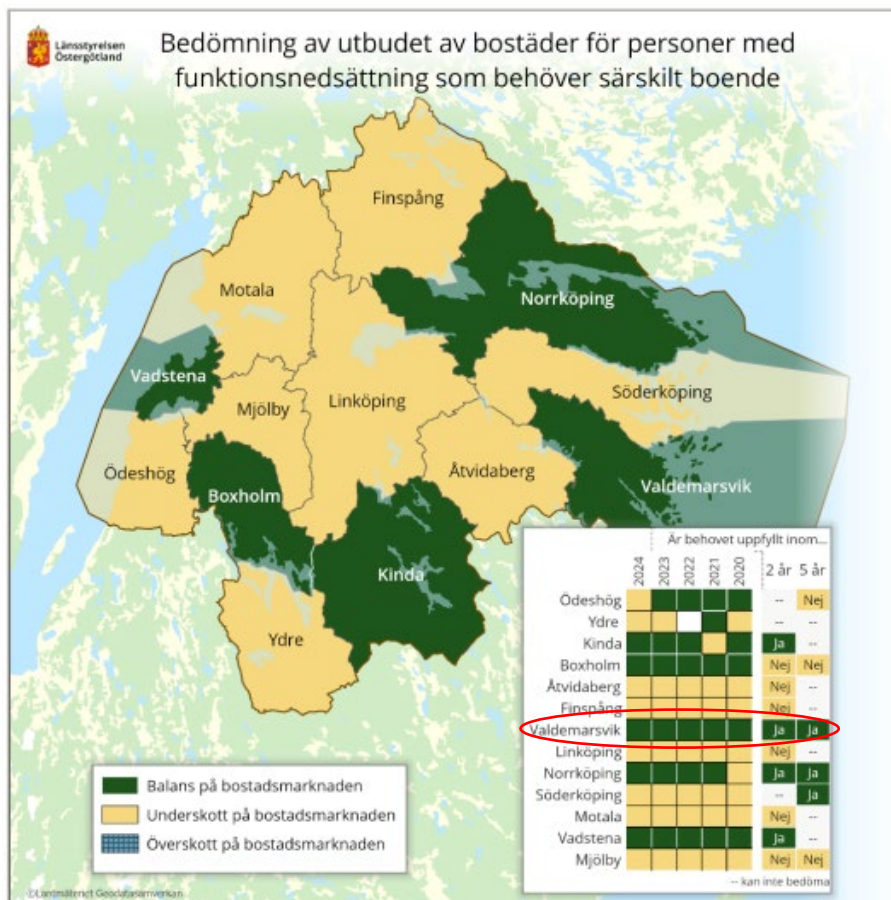 Länsstyrelsen
Östergötland
Bedömning av utbudet av bostäder för personer med
funktionsnedsättning som behöver särskilt boende
Finspång
Motala
Norrköping
Vadstena
Mjölby
Linköping
Söderköping
Ödeshög
Åtvidaberg
Boxholm
Valdemarsvik
Kinda
Ydre
Är behovet uppfyllt inom...
2024 2023 2022 2021 2020 2 år 5 år
Ödeshög -- Nej
Ydre -- --
Kinda Ja --
Boxholm Nej Nej
Åtvidaberg Nej --
Finspång Nej --
Valdemarsvik Ja Ja
Linköping Nej --
Norrköping Ja Ja
Söderköping -- Ja
Motala Nej --
Vadstena Ja --
Mjölby Nej Nej
-- kan inte bedöma
Balans på bostadsmarknaden
Underskott på bostadsmarknaden
Överskott på bostadsmarknaden
©Lantmäteriet Geodatasamverkan